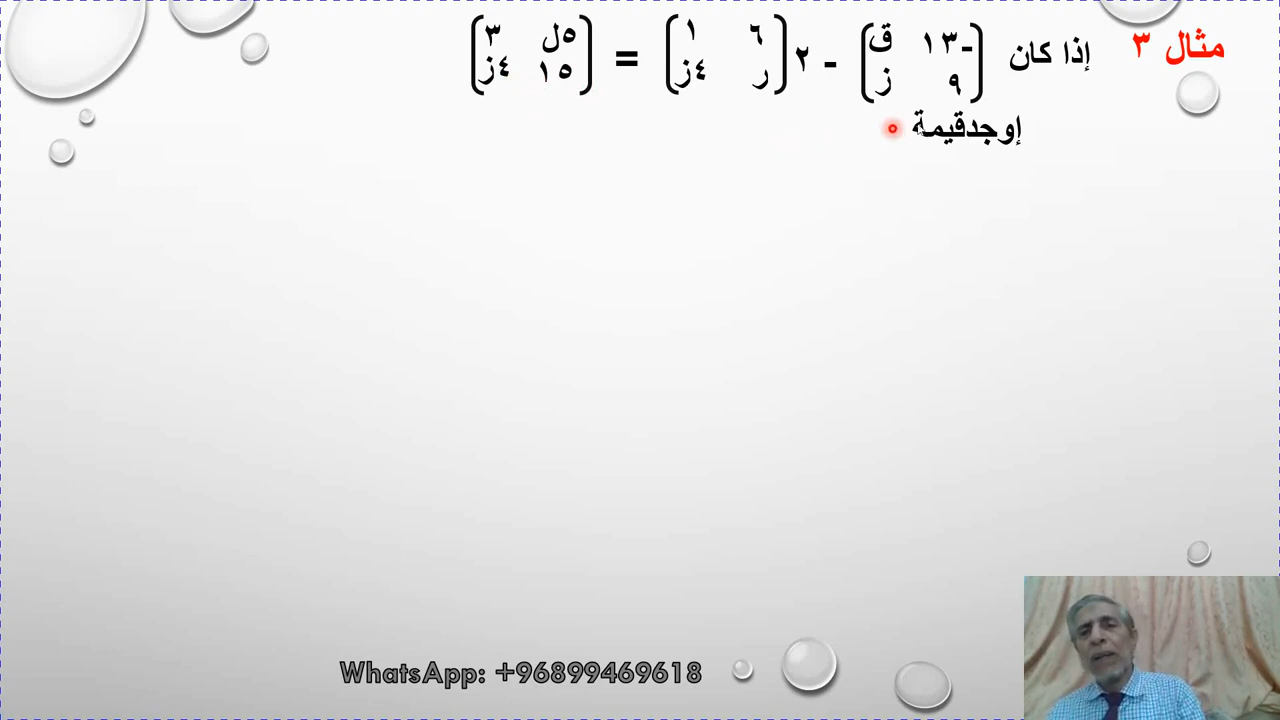 مثال ٣ إذا كان [-١٣ ق] - ٢ [٦ ١] = [٥ل ٣]
[٩ ز] [ر ٤ز] [١٥ ٤ز]
إوجدقيمة
WhatsApp: +96899469618